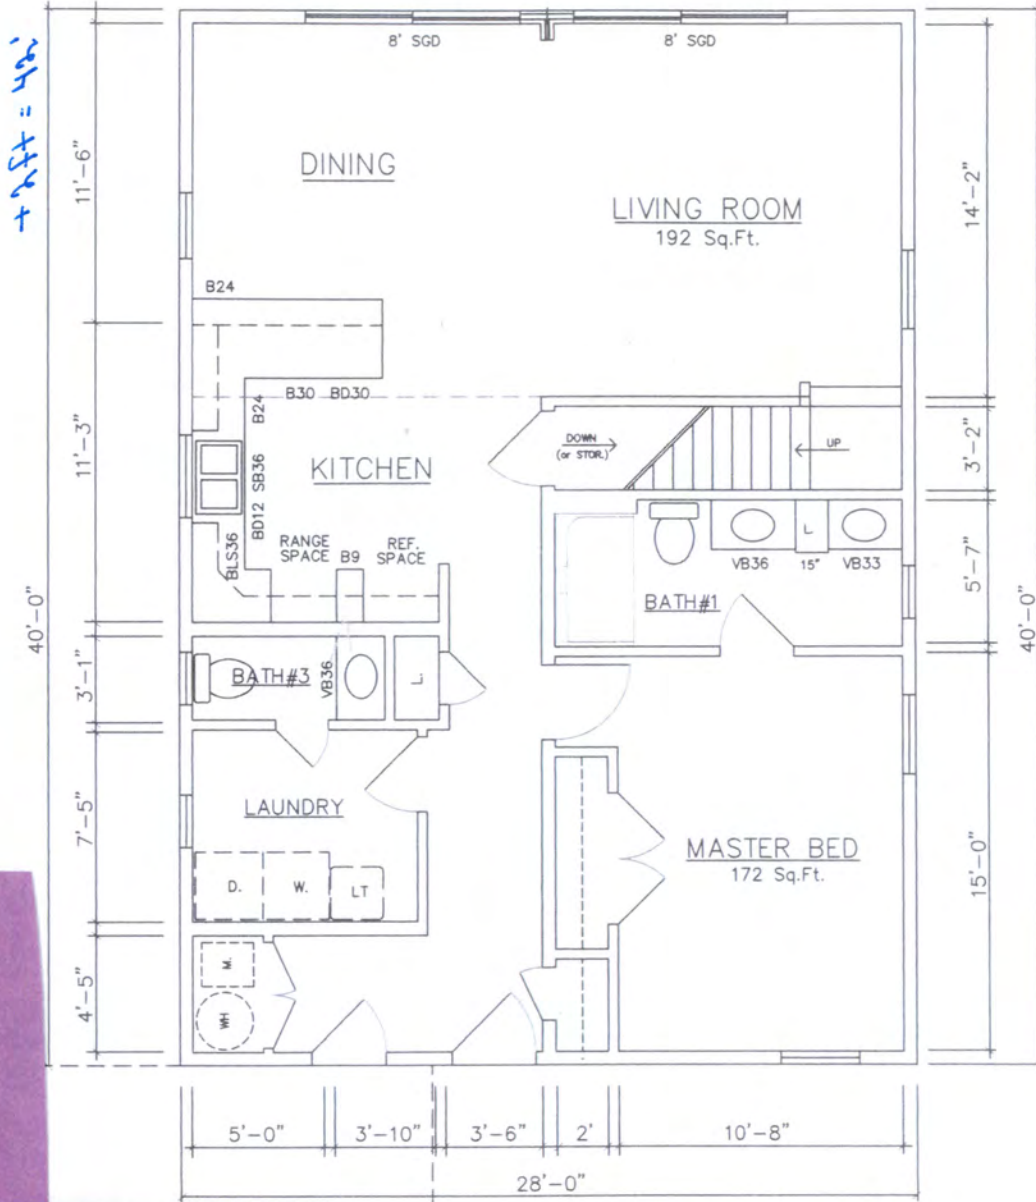 +2ft = 42'
8' SGD
8' SGD
11'-6"
DINING
LIVING ROOM
192 Sq.Ft.
14'-2"
B24
B30 BD30
B24
11'-3"
KITCHEN
SB36
BD12
BLS36
DOWN
(or STOR.)
UP
3'-2"
RANGE
SPACE
B9
REF.
SPACE
VB36
L.
15"
VB33
5'-7"
BATH#1
40'-0"
40'-0"
3'-1"
BATH#3
VB36
L.
7'-5"
LAUNDRY
D.
W.
LT
MASTER BED
172 Sq.Ft.
15'-0"
4'-5"
M.
WH
5'-0"
3'-10"
3'-6"
2'
10'-8"
28'-0"